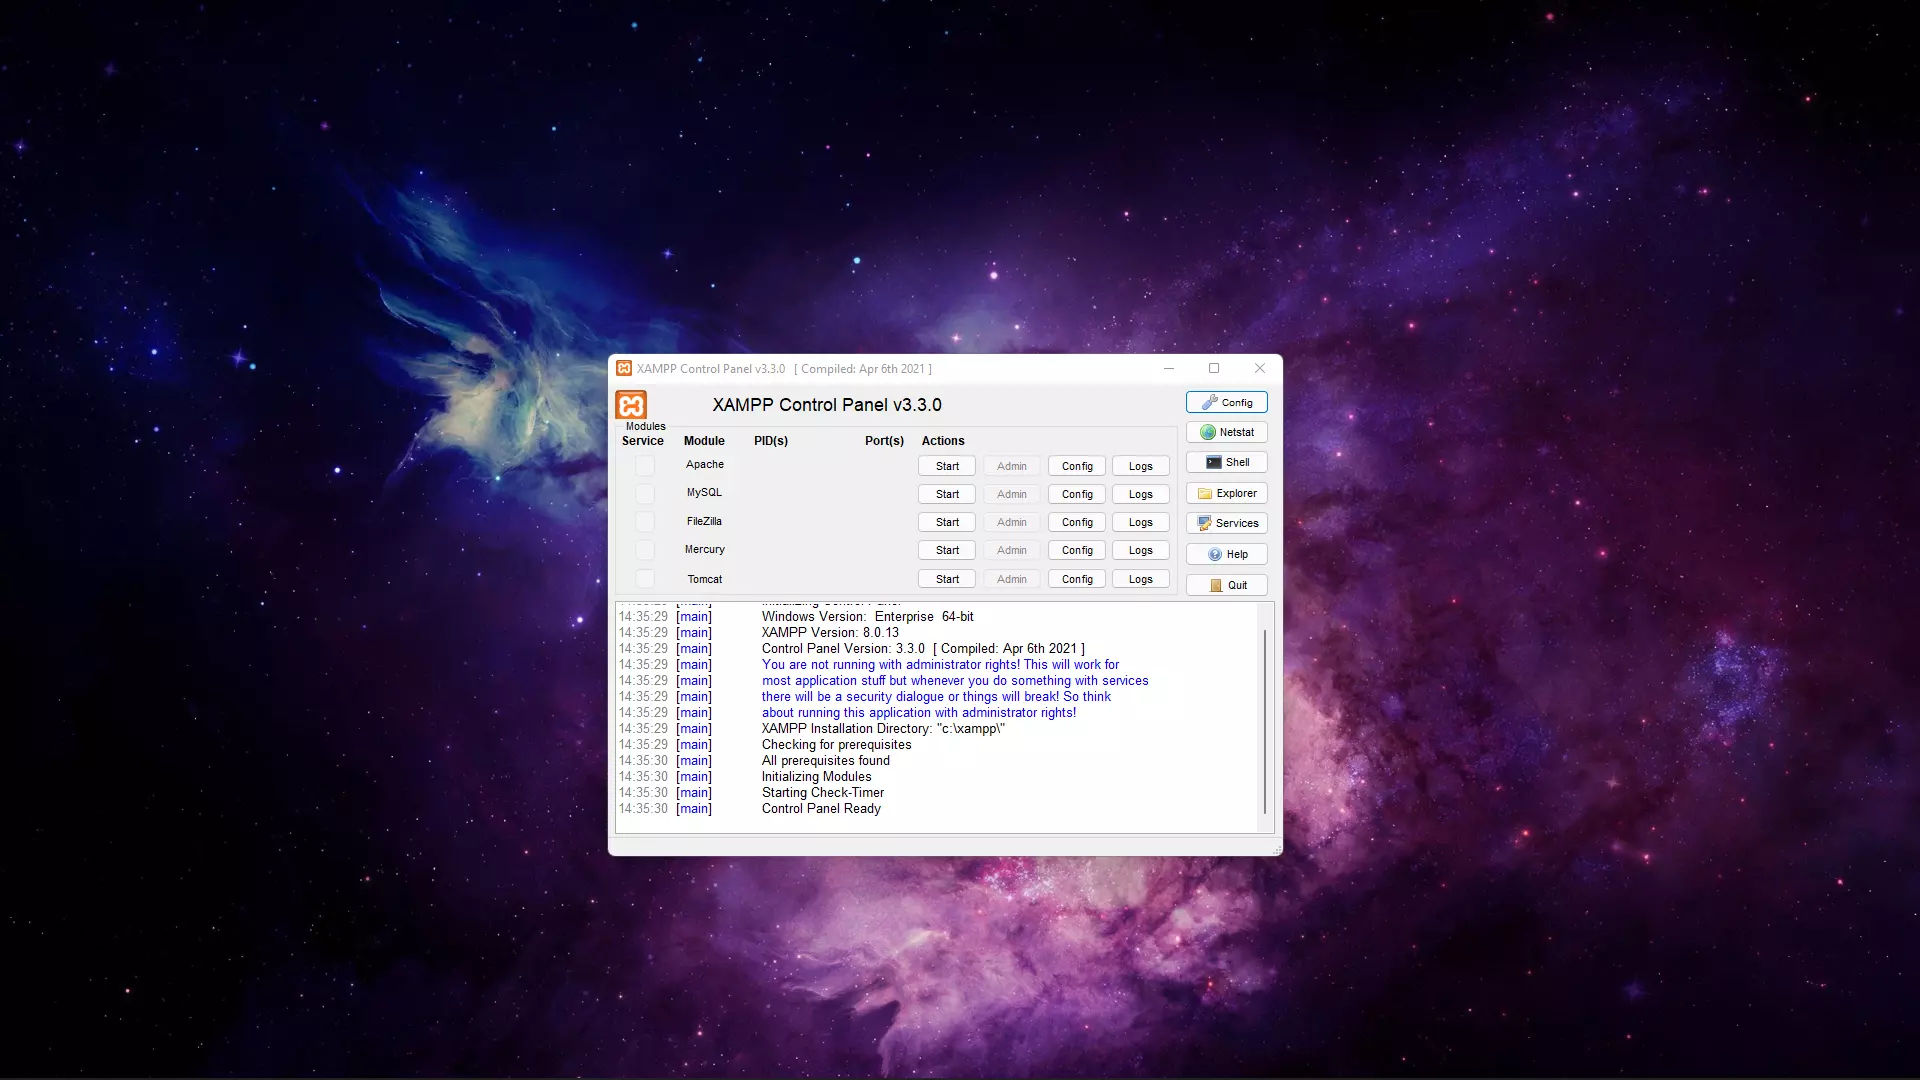 XAMPP Control Panel v3.3.0 [ Compiled: Apr 6th 2021 ]
XAMPP Control Panel v3.3.0
Config
Modules
Service Module PID(s) Port(s) Actions
Netstat
Apache Start Admin Config Logs
Shell
MySQL Start Admin Config Logs
Explorer
FileZilla Start Admin Config Logs
Services
Mercury Start Admin Config Logs
Help
Tomcat Start Admin Config Logs
Quit
14:35:29 [main] Initializing Control Panel
14:35:29 [main] Windows Version: Enterprise 64-bit
14:35:29 [main] XAMPP Version: 8.0.13
14:35:29 [main] Control Panel Version: 3.3.0 [ Compiled: Apr 6th 2021 ]
14:35:29 [main] You are not running with administrator rights! This will work for
14:35:29 [main] most application stuff but whenever you do something with services
14:35:29 [main] there will be a security dialogue or things will break! So think
14:35:29 [main] about running this application with administrator rights!
14:35:29 [main] XAMPP Installation Directory: "c:\xampp\"
14:35:29 [main] Checking for prerequisites
14:35:30 [main] All prerequisites found
14:35:30 [main] Initializing Modules
14:35:30 [main] Starting Check-Timer
14:35:30 [main] Control Panel Ready